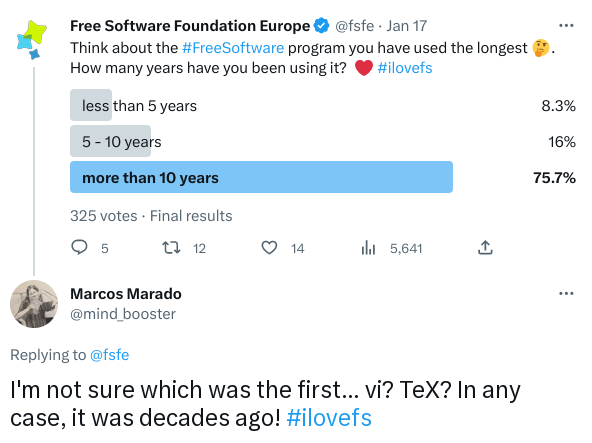 Free Software Foundation Europe @fsfe · Jan 17
Think about the #FreeSoftware program you have used the longest 🤔.
How many years have you been using it? ❤️ #ilovefs
less than 5 years 8.3%
5 - 10 years 16%
more than 10 years 75.7%
325 votes · Final results
5 12 14 5,641
Marcos Marado
@mind_booster
Replying to @fsfe
I'm not sure which was the first... vi? TeX? In any
case, it was decades ago! #ilovefs